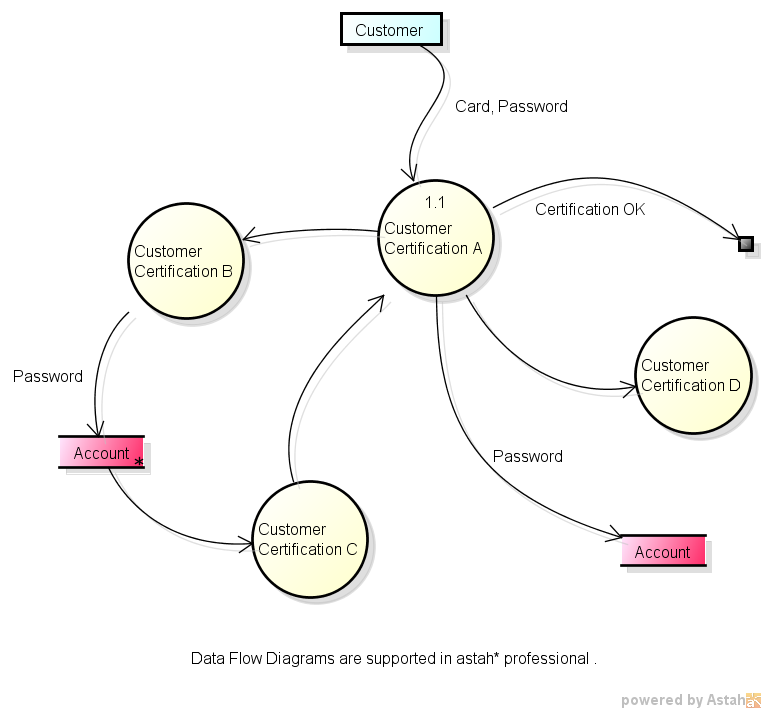 Customer
Card, Password
1.1
Customer
Certification A
Certification OK
Customer
Certification B
Customer
Certification D
Password
Account
*
Password
Customer
Certification C
Account
Data Flow Diagrams are supported in astah* professional .
powered by Astah